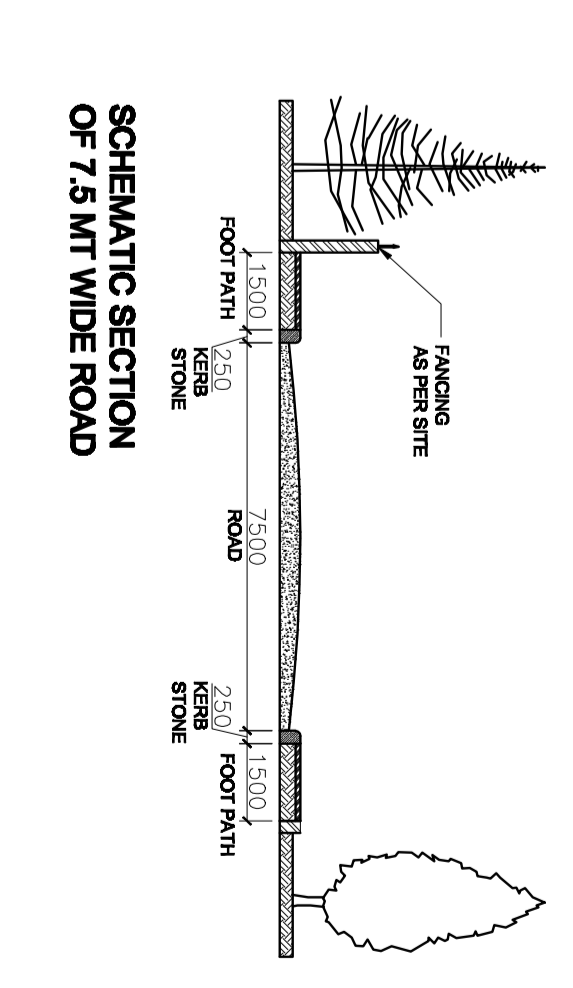 FANCING
AS PER SITE
1500
FOOT PATH
250
KERB
STONE
7500
ROAD
250
KERB
STONE
1500
FOOT PATH
SCHEMATIC SECTION
OF 7.5 MT WIDE ROAD